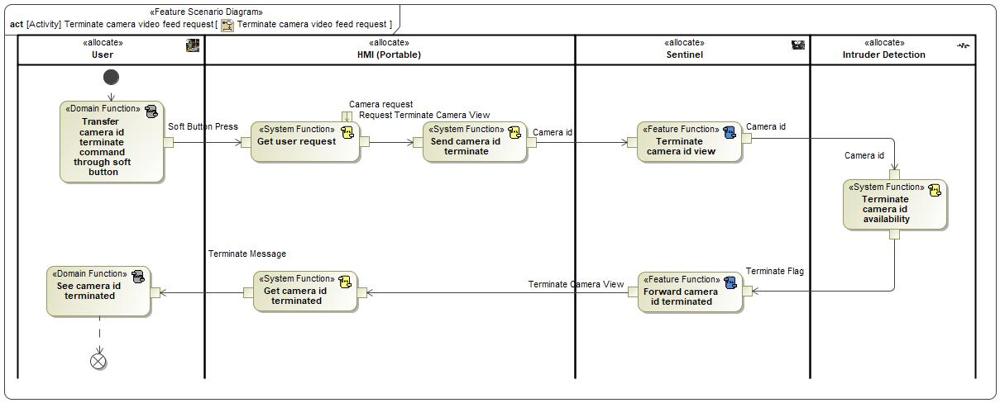 «Feature Scenario Diagram»
act [Activity] Terminate camera video feed request [ Terminate camera video feed request ]
«allocate»
User
«allocate»
HMI (Portable)
«allocate»
Sentinel
«allocate»
Intruder Detection
«Domain Function»
Transfer
camera id
terminate
command
through soft
button
Soft Button Press
Camera request
Request Terminate Camera View
«System Function»
Get user request
«System Function»
Send camera id
terminate
Camera id
«Feature Function»
Terminate
camera id view
Camera id
Camera id
«System Function»
Terminate
camera id
availability
Terminate Flag
«Feature Function»
Forward camera
id terminated
Terminate Camera View
«System Function»
Get camera id
terminated
Terminate Message
«Domain Function»
See camera id
terminated